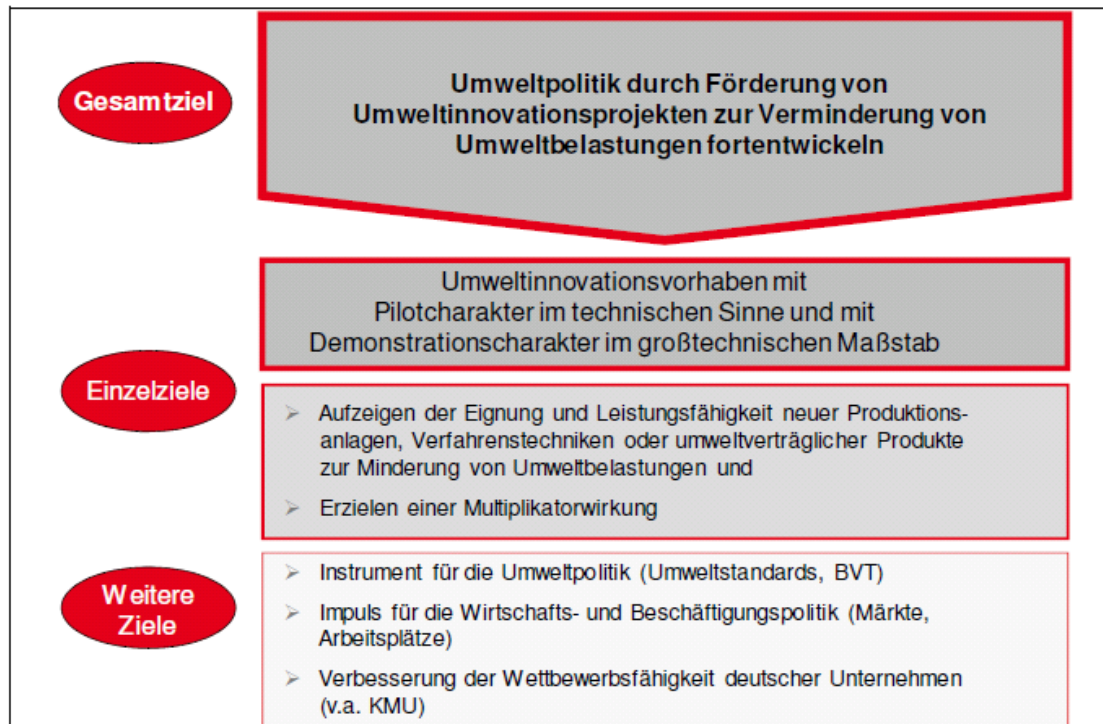 Gesamtziel
Umweltpolitik durch Förderung von
Umweltinnovationsprojekten zur Verminderung von
Umweltbelastungen fortentwickeln
Einzelziele
Umweltinnovationsvorhaben mit
Pilotcharakter im technischen Sinne und mit
Demonstrationscharakter im großtechnischen Maßstab
➢ Aufzeigen der Eignung und Leistungsfähigkeit neuer Produktions-
anlagen, Verfahrenstechniken oder umweltverträglicher Produkte
zur Minderung von Umweltbelastungen und
➢ Erzielen einer Multiplikatorwirkung
Weitere
Ziele
➢ Instrument für die Umweltpolitik (Umweltstandards, BVT)
➢ Impuls für die Wirtschafts- und Beschäftigungspolitik (Märkte,
Arbeitsplätze)
➢ Verbesserung der Wettbewerbsfähigkeit deutscher Unternehmen
(v.a. KMU)